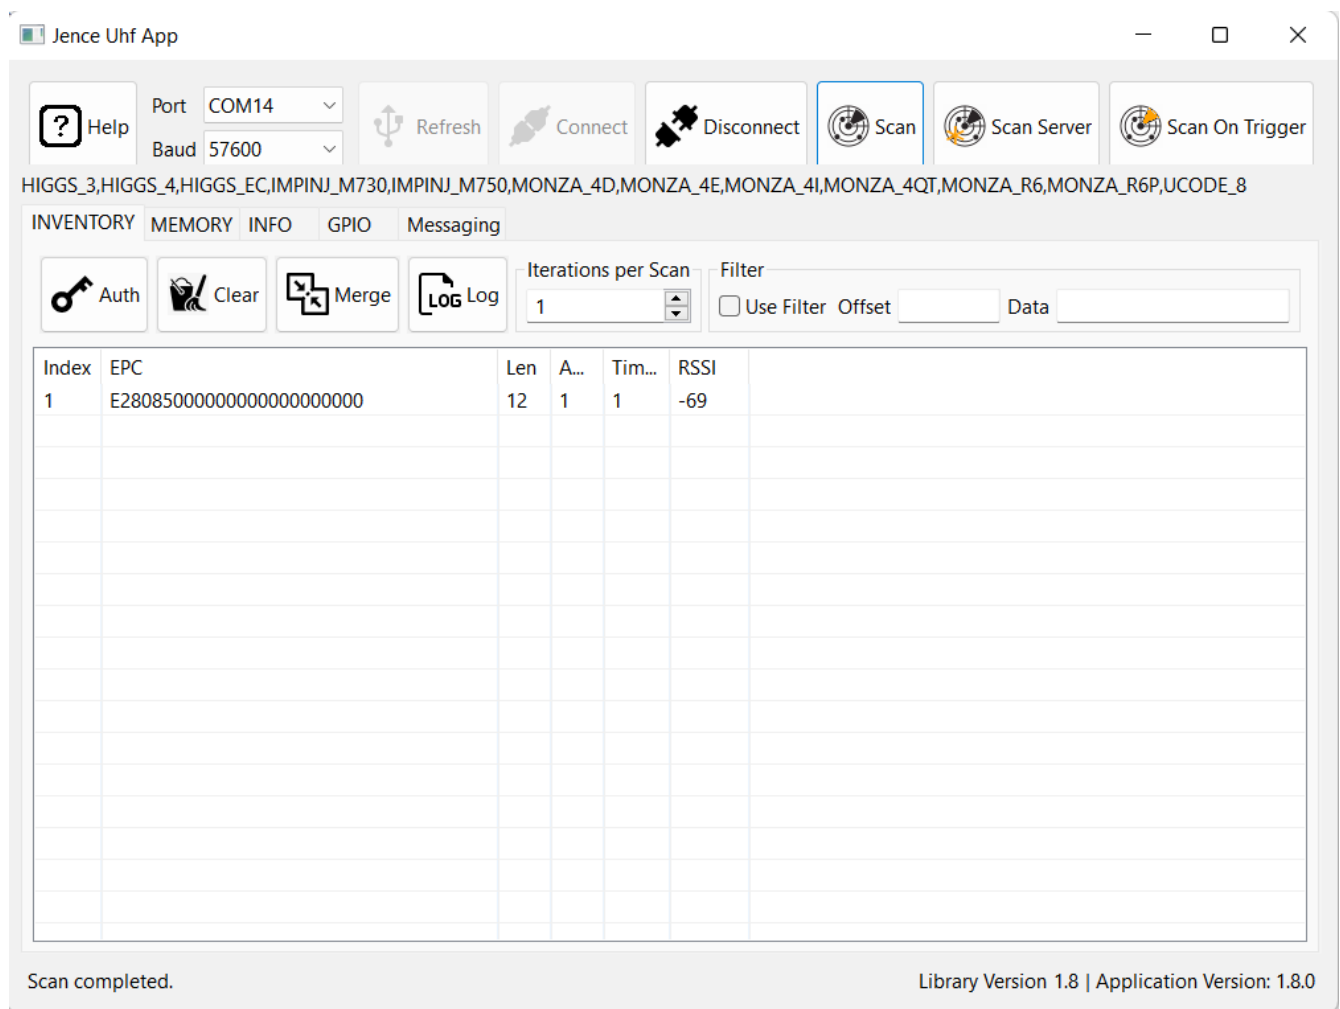 Jence Uhf App
? Help
Port COM14
Baud 57600
Refresh
Connect
Disconnect
Scan
Scan Server
Scan On Trigger
HIGGS_3,HIGGS_4,HIGGS_EC,IMPINJ_M730,IMPINJ_M750,MONZA_4D,MONZA_4E,MONZA_4I,MONZA_4QT,MONZA_R6,MONZA_R6P,UCODE_8
INVENTORY MEMORY INFO GPIO Messaging
Auth
Clear
Merge
LOG Log
Iterations per Scan
1
Filter
Use Filter Offset Data
Index EPC Len A... Tim... RSSI
1 E28085000000000000000000 12 1 1 -69
Scan completed.
Library Version 1.8 | Application Version: 1.8.0